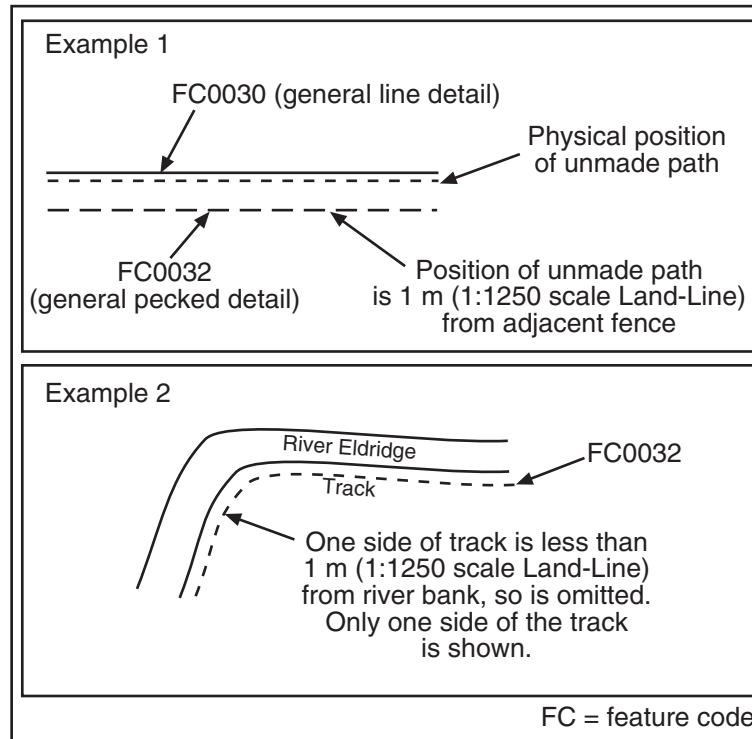 Example 1
FC0030 (general line detail)
Physical position
of unmade path
FC0032
(general pecked detail)
Position of unmade path
is 1 m (1:1250 scale Land-Line)
from adjacent fence
Example 2
River Eldridge
FC0032
Track
One side of track is less than
1 m (1:1250 scale Land-Line)
from river bank, so is omitted.
Only one side of the track
is shown.
FC = feature code